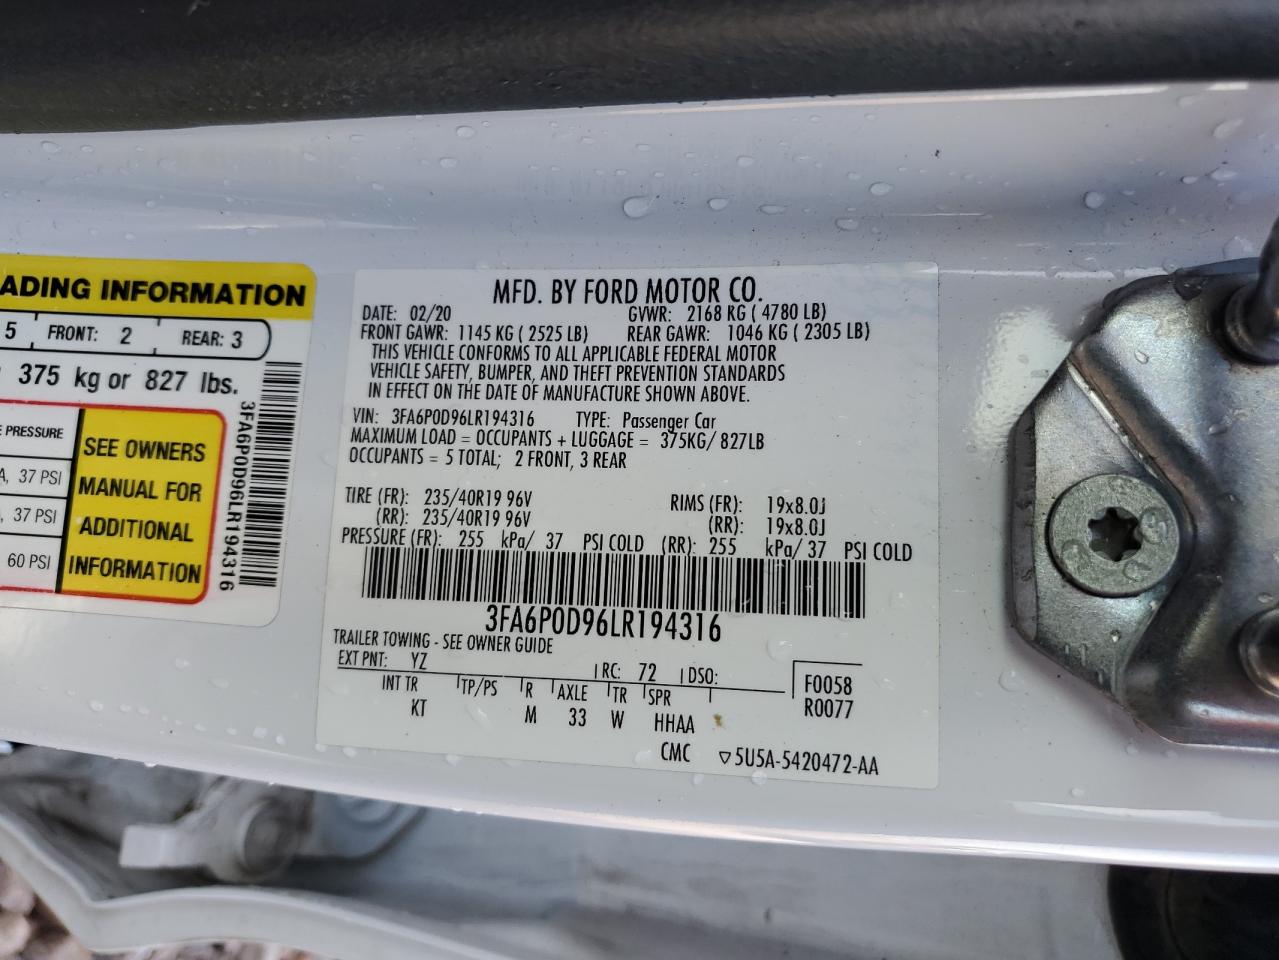 ADING INFORMATION
5 FRONT: 2 REAR: 3
375 kg or 827 lbs.
PRESSURE
SEE OWNERS
MANUAL FOR
ADDITIONAL
INFORMATION
, 37 PSI
, 37 PSI
60 PSI
3FA6P0D96LR194316
MFD. BY FORD MOTOR CO.
DATE: 02/20 GVWR: 2168 KG ( 4780 LB)
FRONT GAWR: 1145 KG ( 2525 LB) REAR GAWR: 1046 KG ( 2305 LB)
THIS VEHICLE CONFORMS TO ALL APPLICABLE FEDERAL MOTOR
VEHICLE SAFETY, BUMPER, AND THEFT PREVENTION STANDARDS
IN EFFECT ON THE DATE OF MANUFACTURE SHOWN ABOVE.
VIN: 3FA6P0D96LR194316 TYPE: Passenger Car
MAXIMUM LOAD = OCCUPANTS + LUGGAGE = 375KG/ 827LB
OCCUPANTS = 5 TOTAL; 2 FRONT, 3 REAR
TIRE (FR): 235/40R19 96V RIMS (FR): 19x8.0J
(RR): 235/40R19 96V (RR): 19x8.0J
PRESSURE (FR): 255 kPa/ 37 PSI COLD (RR): 255 kPa/ 37 PSI COLD
3FA6P0D96LR194316
TRAILER TOWING - SEE OWNER GUIDE
EXT PNT: YZ RC: 72 DSO:
INT TR TP/PS R AXLE TR SPR F0058
KT M 33 W HHAA R0077
CMC ▽5U5A-5420472-AA